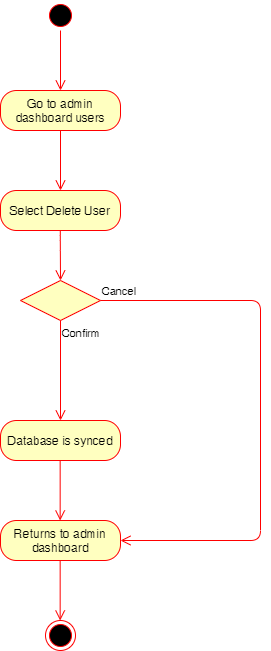 Go to admin
dashboard users
Select Delete User
Cancel
Confirm
Database is synced
Returns to admin
dashboard